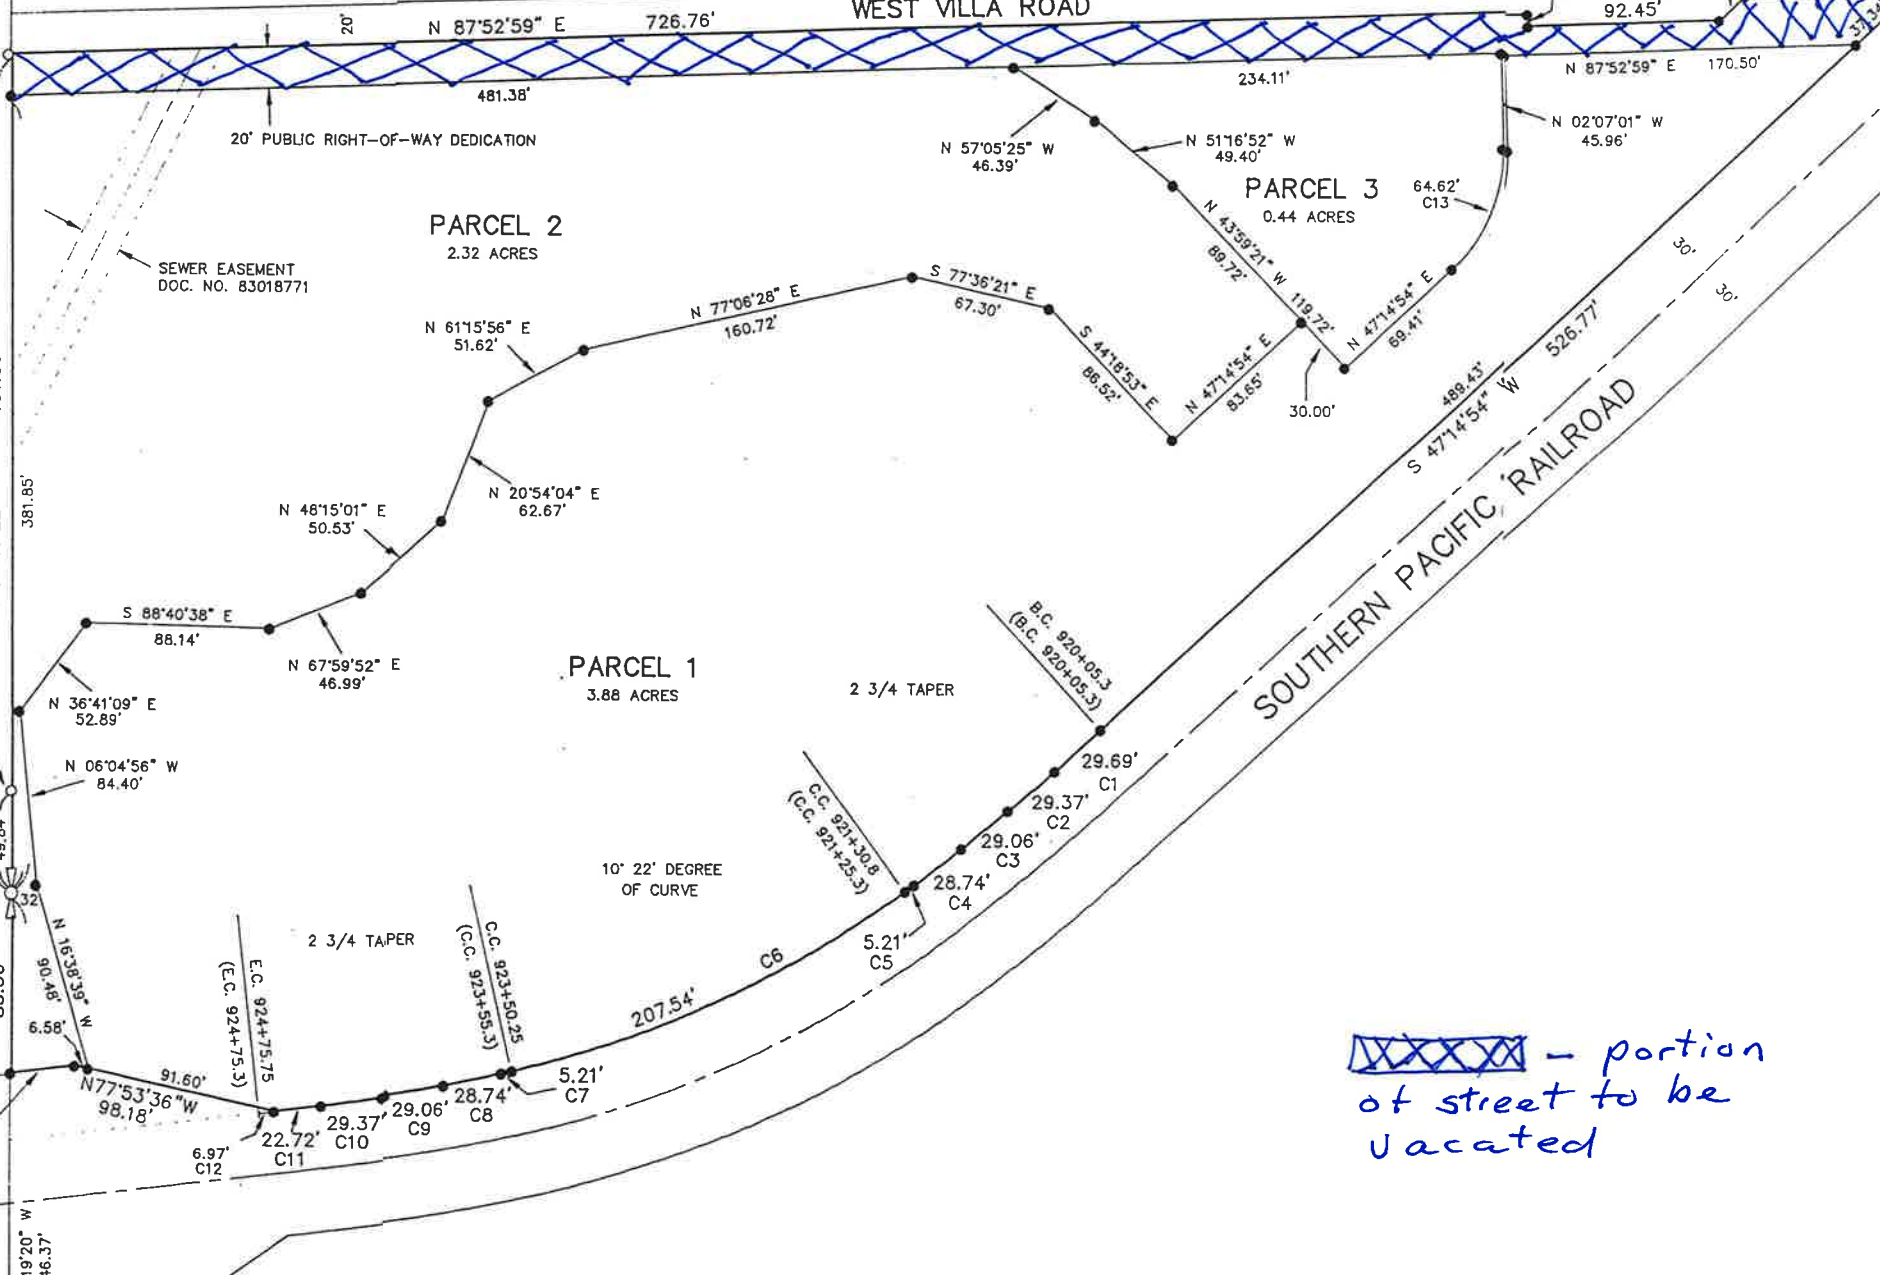 WEST VILLA ROAD
20'
N 87°52'59" E 726.76'
92.45'
37.34
481.38'
234.11'
N 87°52'59" E 170.50'
20' PUBLIC RIGHT-OF-WAY DEDICATION
N 57°05'25" W
46.39'
N 51°16'52" W
49.40'
N 02°07'01" W
45.96'
PARCEL 3
0.44 ACRES
64.62'
C13
PARCEL 2
2.32 ACRES
SEWER EASEMENT
DOC. NO. 83018771
N 43°59'21" W
89.72'
119.72'
30'
30'
S 77°36'21" E
67.30'
N 77°06'28" E
160.72'
N 61°15'56" E
51.62'
S 44°18'53" E
86.52'
N 47°14'54" E
83.65'
N 47°14'54" E
69.41'
30.00'
526.77'
489.43'
S 47°14'54" W
SOUTHERN PACIFIC RAILROAD
381.85'
N 20°54'04" E
62.67'
N 48°15'01" E
50.53'
S 88°40'38" E
88.14'
N 67°59'52" E
46.99'
N 36°41'09" E
52.89'
PARCEL 1
3.88 ACRES
2 3/4 TAPER
B.C. 920+05.3
(B.C. 920+05.3)
N 06°04'56" W
84.40'
29.69'
C1
29.37'
C2
29.06'
C3
28.74'
C4
5.21'
C5
C.C. 921+30.8
(C.C. 921+25.3)
10° 22' DEGREE
OF CURVE
32
N 16°38'39" W
90.48'
2 3/4 TAPER
C6
207.54'
C.C. 923+50.25
(C.C. 923+55.3)
E.C. 924+75.75
(E.C. 924+75.3)
6.58'
91.60'
N77°53'36"W
98.18'
5.21'
C7
28.74'
C8
29.06'
C9
29.37'
C10
22.72'
C11
6.97'
C12
19'20" W
46.37'
– portion
of street to be
vacated